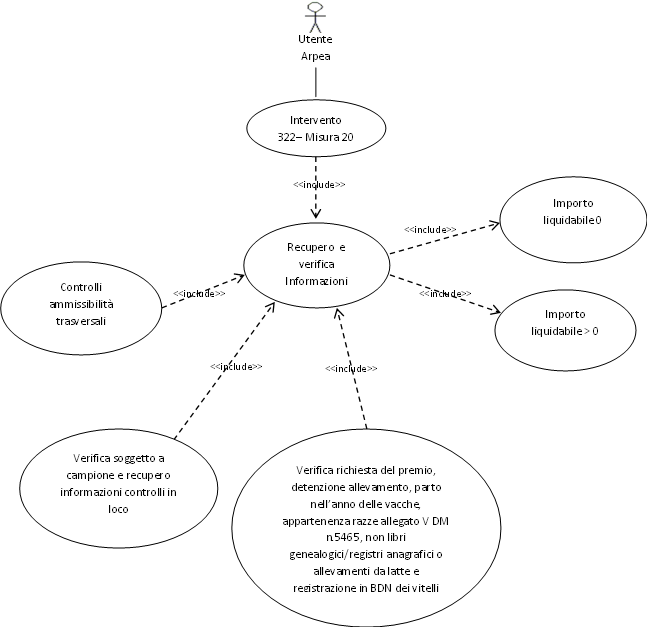 Utente
Arpea
Intervento
322– Misura 20
<<include>>
Importo
liquidabile 0
<<include>>
Recupero e
verifica
Informazioni
Controlli
ammissibilità
trasversali
<<include>>
<<include>>
Importo
liquidabile > 0
<<include>>
<<include>>
Verifica soggetto a
campione e recupero
informazioni controlli in
loco
Verifica richiesta del premio,
detenzione allevamento, parto
nell'anno delle vacche,
appartenenza razze allegato V DM
n.5465, non libri
genealogici/registri anagrafici o
allevamenti da latte e
registrazione in BDN dei vitelli